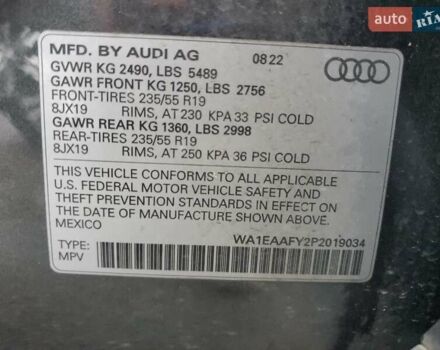 AUTO RIA
MFD. BY AUDI AG 08.22
GVWR KG 2490, LBS 5489
GAWR FRONT KG 1250, LBS 2756
FRONT-TIRES 235/55 R19
8JX19 RIMS, AT 230 KPA 33 PSI COLD
GAWR REAR KG 1360, LBS 2998
REAR-TIRES 235/55 R19
8JX19 RIMS, AT 250 KPA 36 PSI COLD
THIS VEHICLE CONFORMS TO ALL APPLICABLE
U.S. FEDERAL MOTOR VEHICLE SAFETY AND
THEFT PREVENTION STANDARDS IN EFFECT ON
THE DATE OF MANUFACTURE SHOWN ABOVE.
MEXICO
WA1EAAFY2P2019034
TYPE:
MPV